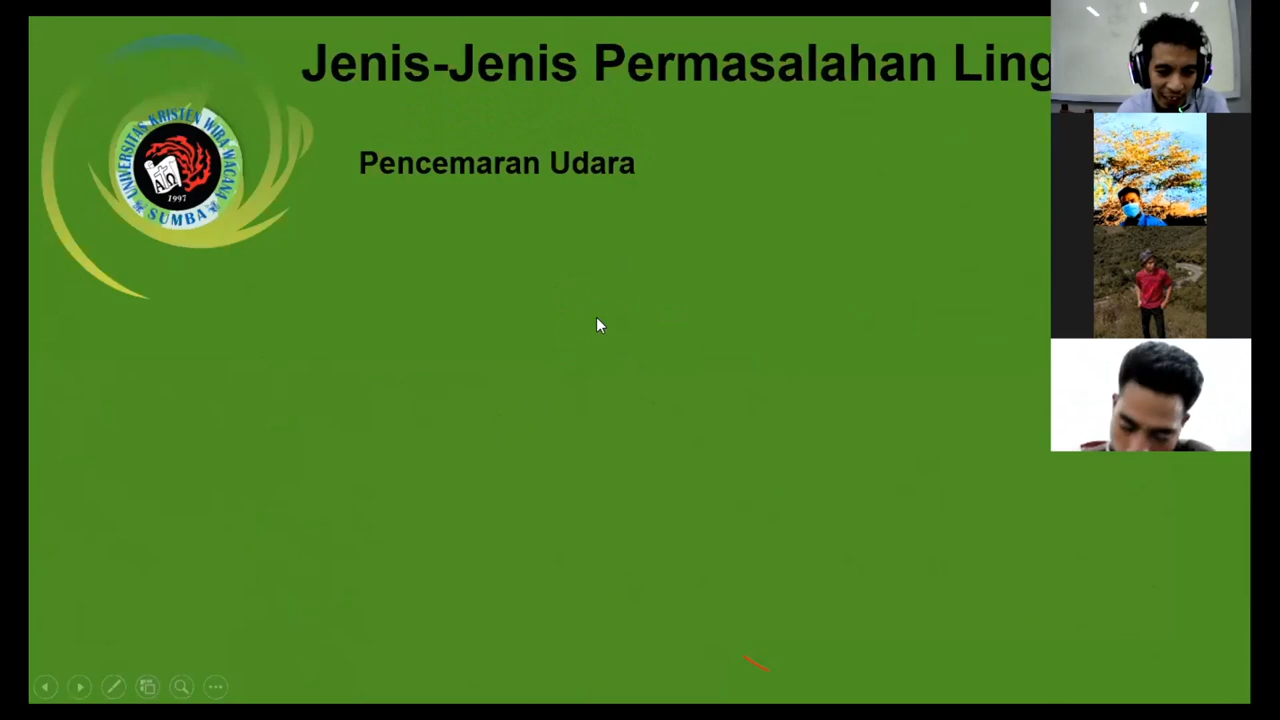 Jenis-Jenis Permasalahan Ling
UNIVERSITAS KRISTEN WIRA WACANA
Α Ω
1997
SUMBA
Pencemaran Udara